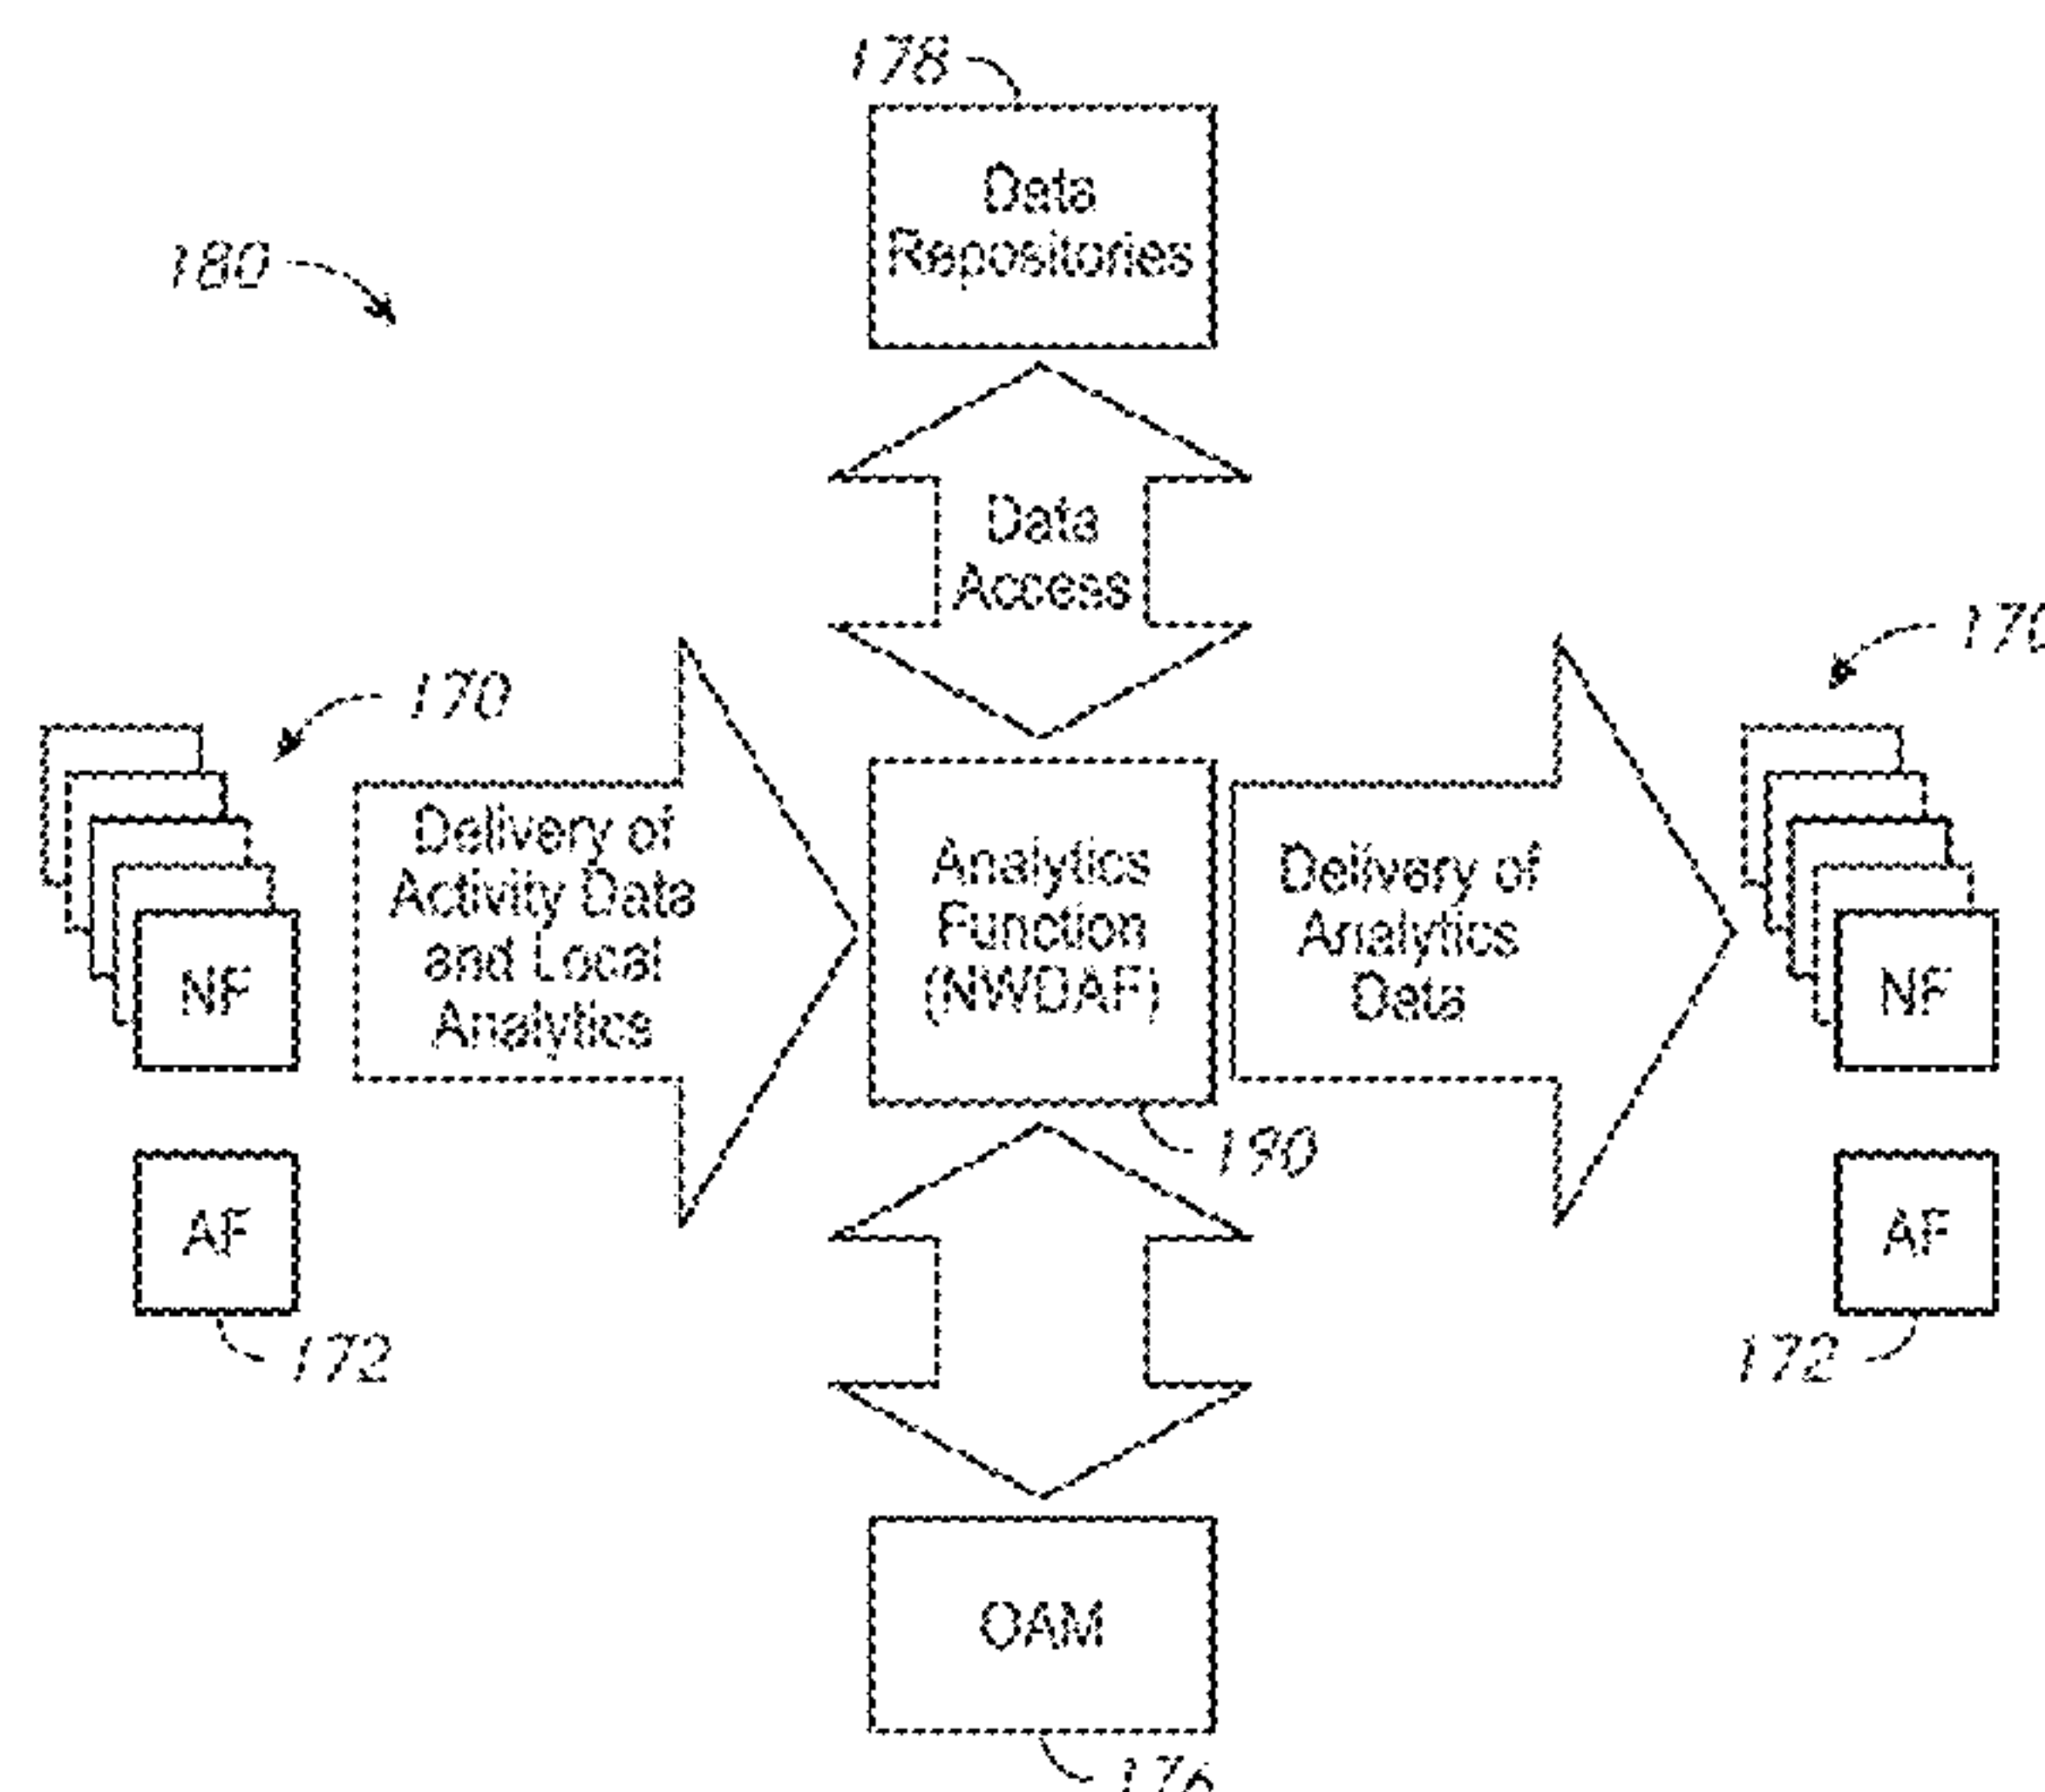 178
Data
Repositories
180
Data
Access
170
170
Delivery of
Activity Data
and Local
Analytics
Analytics
Function
(NWDAF)
Delivery of
Analytics
Data
NF
NF
190
AF
AF
172
172
OAM
176